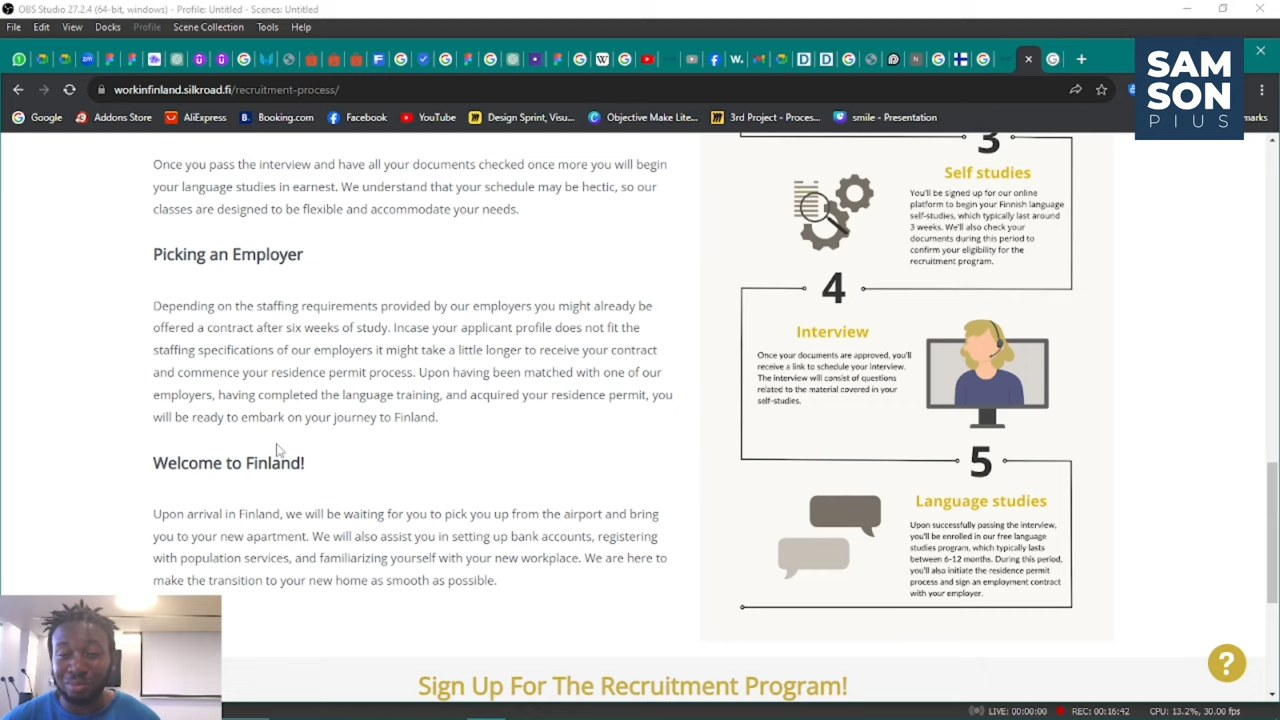 OBS Studio 27.2.4 (64-bit, windows) - Profile: Untitled - Scenes: Untitled
File Edit View Docks Profile Scene Collection Tools Help
SAM
SON
PIUS
workinfinland.silkroad.fi/recruitment-process/
Google Addons Store AliExpress Booking.com Facebook YouTube Design Sprint, Visu... Objective Make Lite... 3rd Project - Proces... smile - Presentation
Once you pass the interview and have all your documents checked once more you will begin
your language studies in earnest. We understand that your schedule may be hectic, so our
classes are designed to be flexible and accommodate your needs.
Picking an Employer
Depending on the staffing requirements provided by our employers you might already be
offered a contract after six weeks of study. Incase your applicant profile does not fit the
staffing specifications of our employers it might take a little longer to receive your contract
and commence your residence permit process. Upon having been matched with one of our
employers, having completed the language training, and acquired your residence permit, you
will be ready to embark on your journey to Finland.
Welcome to Finland!
Upon arrival in Finland, we will be waiting for you to pick you up from the airport and bring
you to your new apartment. We will also assist you in setting up bank accounts, registering
with population services, and familiarizing yourself with your new workplace. We are here to
make the transition to your new home as smooth as possible.
3
Self studies
You'll be signed up for our online
platform to begin your Finnish language
self-studies, which typically last around
3 weeks. We'll also check your
documents during this period to
confirm your eligibility for the
recruitment program.
4
Interview
Once your documents are approved, you'll
receive a link to schedule your interview.
The interview will consist of questions
related to the material covered in your
self-studies.
5
Language studies
Upon successfully passing the interview,
you'll be enrolled in our free language
studies program, which typically lasts
between 6-12 months. During this period,
you'll also initiate the residence permit
process and sign an employment contract
with your employer.
?
Sign Up For The Recruitment Program!
LIVE: 00:00:00 REC: 00:16:42 CPU: 13.2%, 30.00 fps